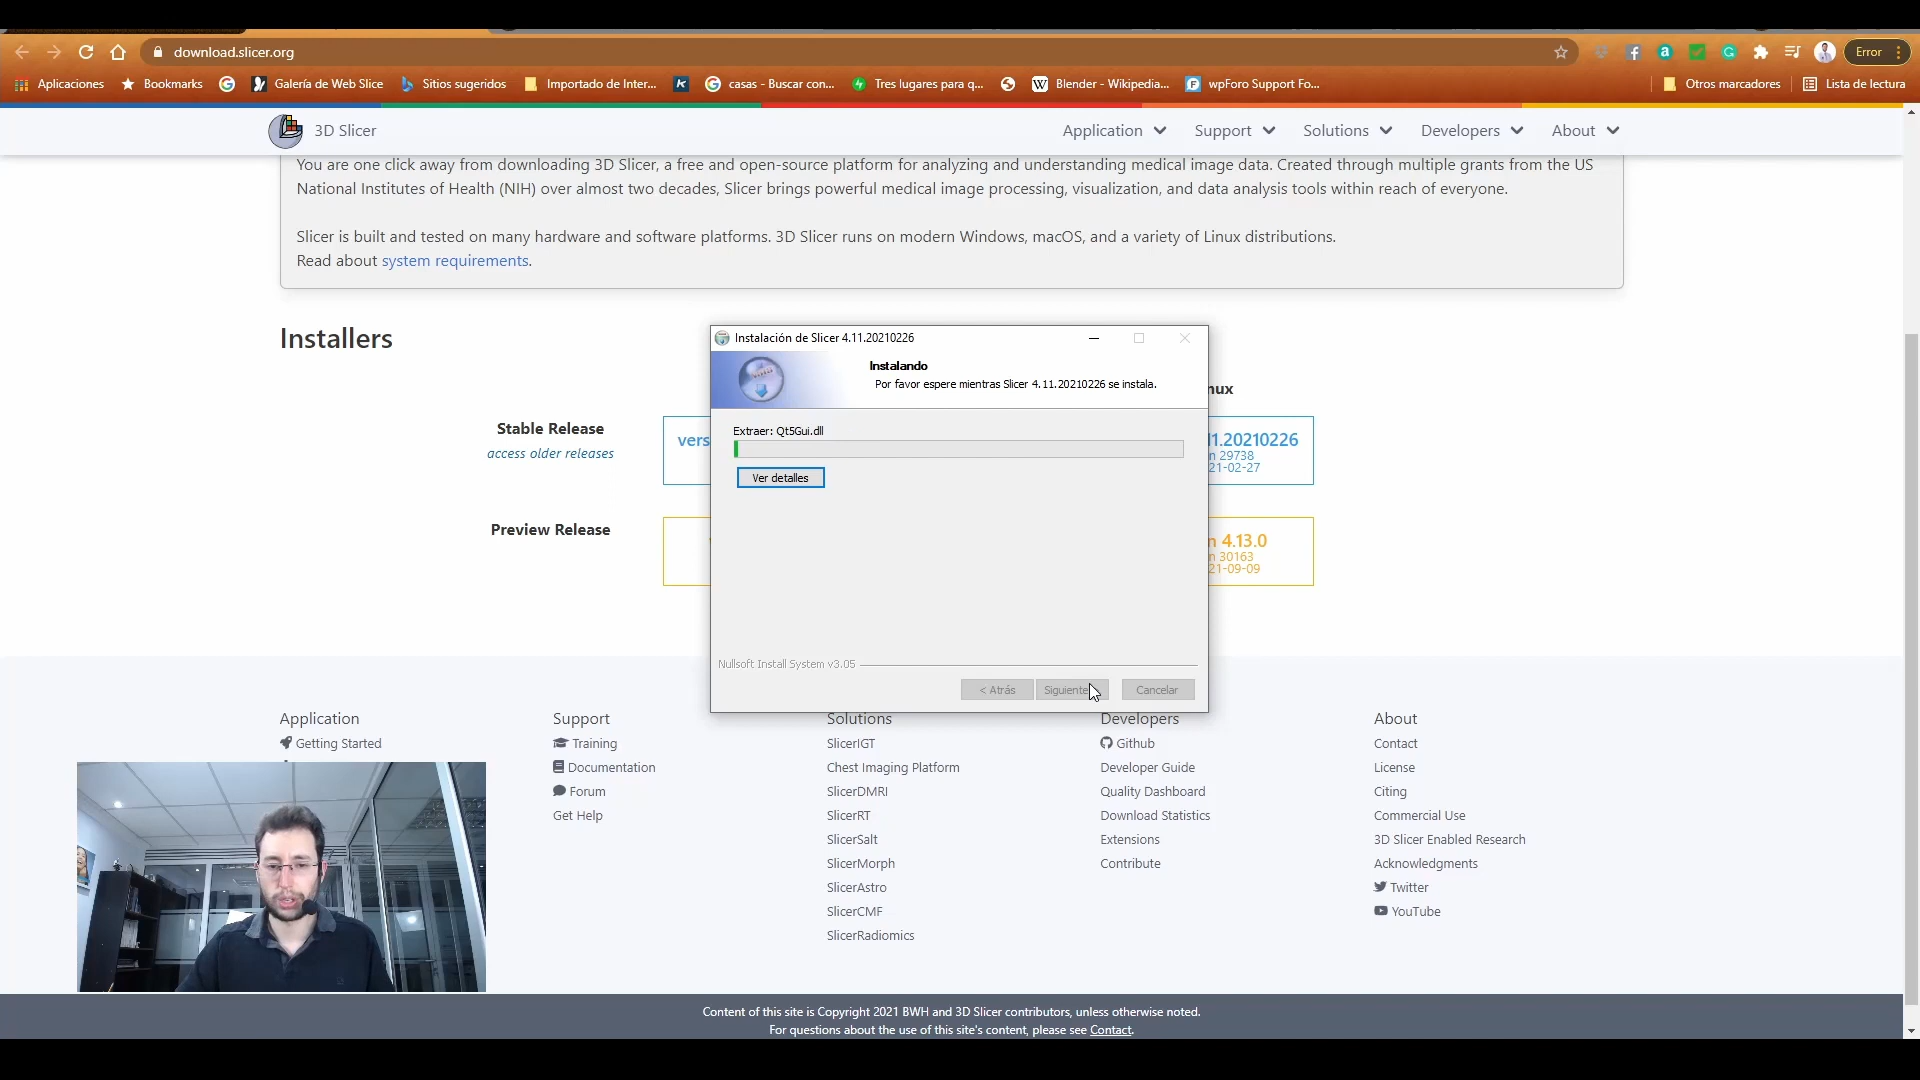 download.slicer.org
Error
Aplicaciones
Bookmarks
Galería de Web Slice
Sitios sugeridos
Importado de Inter...
casas - Buscar con...
Tres lugares para q...
Blender - Wikipedia...
wpForo Support Fo...
Otros marcadores
Lista de lectura
3D Slicer
Application
Support
Solutions
Developers
About
You are one click away from downloading 3D Slicer, a free and open-source platform for analyzing and understanding medical image data. Created through multiple grants from the US
National Institutes of Health (NIH) over almost two decades, Slicer brings powerful medical image processing, visualization, and data analysis tools within reach of everyone.
Slicer is built and tested on many hardware and software platforms. 3D Slicer runs on modern Windows, macOS, and a variety of Linux distributions.
Read about system requirements.
Installers
nux
Stable Release
access older releases
vers
11.20210226
n 29738
21-02-27
Preview Release
n 4.13.0
n 30163
21-09-09
Instalación de Slicer 4.11.20210226
Instalando
Por favor espere mientras Slicer 4.11.20210226 se instala.
Extraer: Qt5Gui.dll
Ver detalles
Nullsoft Install System v3.05
< Atrás
Siguiente
Cancelar
Application
Getting Started
Support
Training
Documentation
Forum
Get Help
Solutions
SlicerIGT
Chest Imaging Platform
SlicerDMRI
SlicerRT
SlicerSalt
SlicerMorph
SlicerAstro
SlicerCMF
SlicerRadiomics
Developers
Github
Developer Guide
Quality Dashboard
Download Statistics
Extensions
Contribute
About
Contact
License
Citing
Commercial Use
3D Slicer Enabled Research
Acknowledgments
Twitter
YouTube
Content of this site is Copyright 2021 BWH and 3D Slicer contributors, unless otherwise noted.
For questions about the use of this site's content, please see Contact.